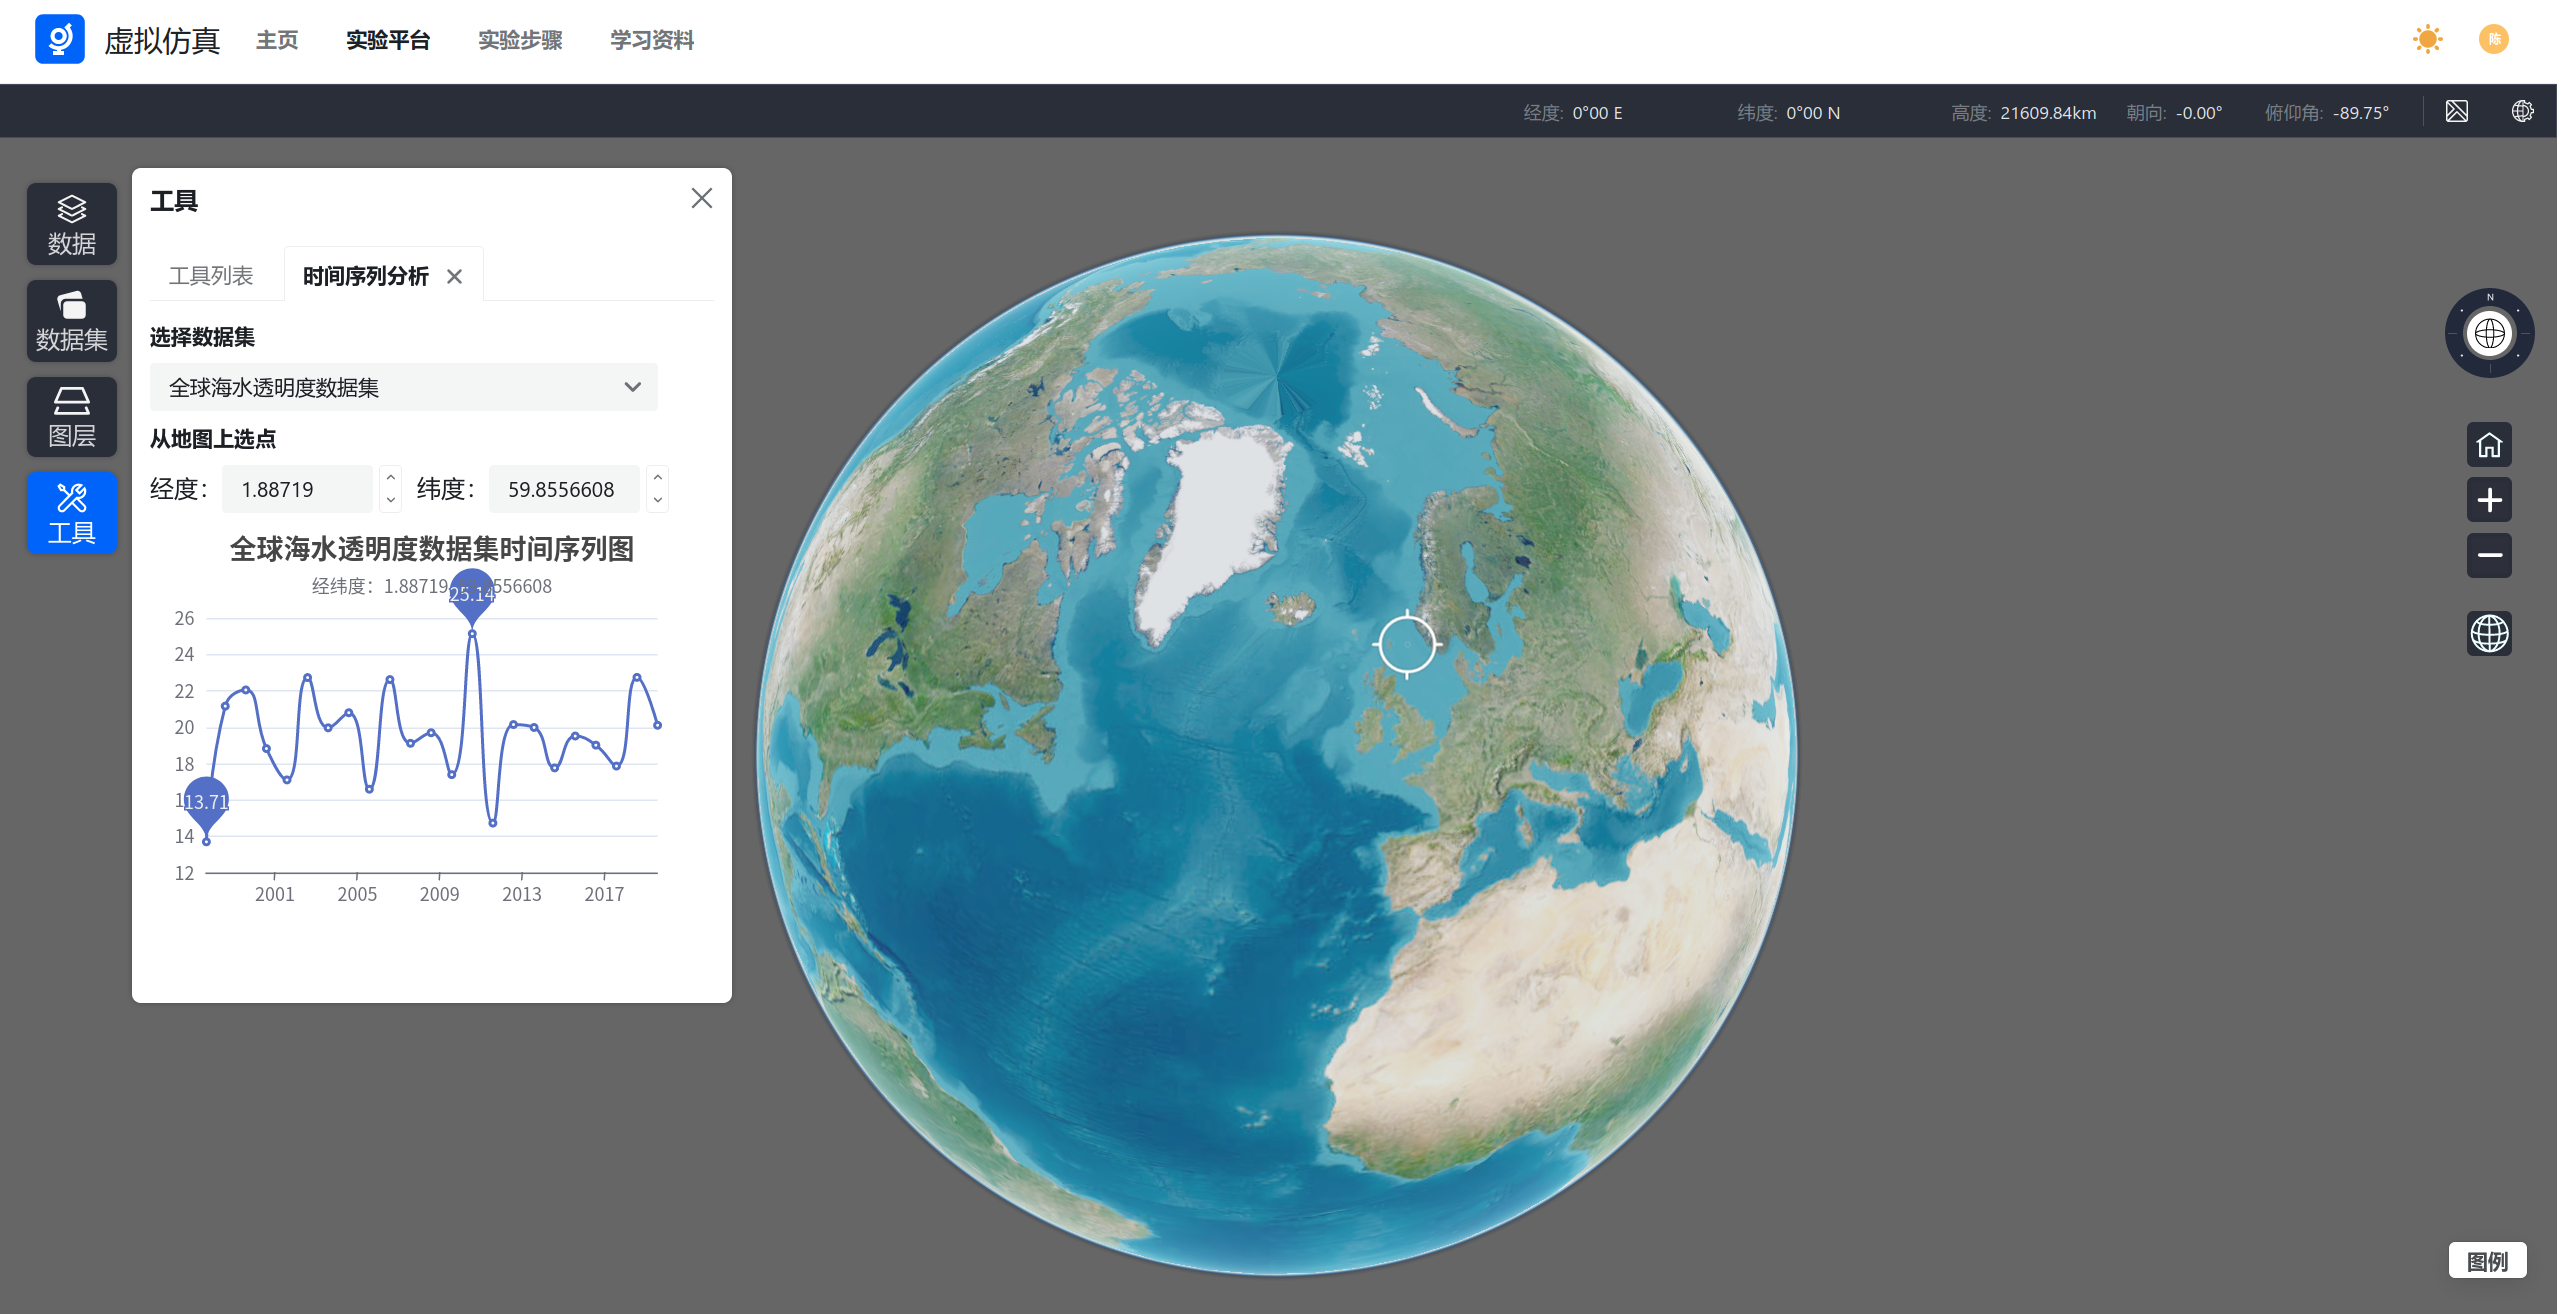 虚拟仿真 主页 实验平台 实验步骤 学习资料 陈
经度: 0°00 E 纬度: 0°00 N 高度: 21609.84km 朝向: -0.00° 俯仰角: -89.75°
数据
数据集
图层
工具
工具
工具列表 时间序列分析
选择数据集
全球海水透明度数据集
从地图上选点
经度: 1.88719 纬度: 59.8556608
全球海水透明度数据集时间序列图
经纬度: 1.88719 556608
25.14
26
24
22
20
18
13.71
14
12
2001 2005 2009 2013 2017
N
图例